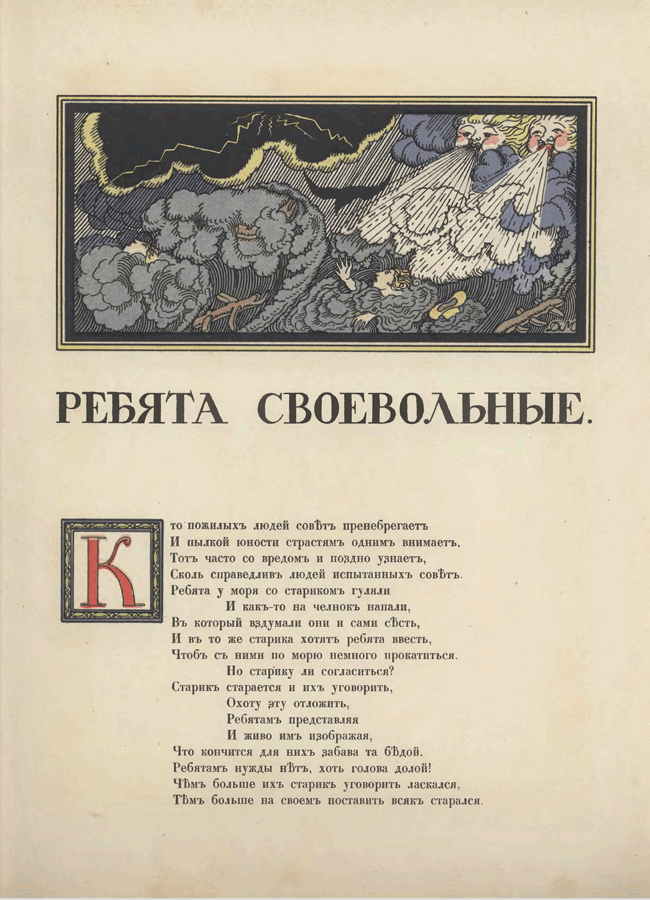 РЕБЯТА СВОЕВОЛЬНЫЕ.
Кто пожилыхъ людей совѣтъ пренебрегаетъ
И пылкой юности страстямъ однимъ внимаетъ,
Тотъ часто со вредомъ и поздно узнаетъ,
Сколь справедливъ людей испытанныхъ совѣтъ.
Ребята у моря со старикомъ гуляли
И какъ-то на челнокъ напали,
Въ который вздумали они и сами сѣсть,
И въ то же старика хотятъ ребята ввесть,
Чтобъ съ ними по морю немного прокатиться.
Но старику ли согласиться?
Старикъ старается и ихъ уговорить,
Охоту эту отложить,
Ребятамъ представляя
И живо имъ изображая,
Что кончится для нихъ забава та бѣдой.
Ребятамъ нужды нѣтъ, хоть голова долой!
Чѣмъ больше ихъ старикъ уговорить ласкался,
Тѣмъ больше на своемъ поставить всякъ старался.